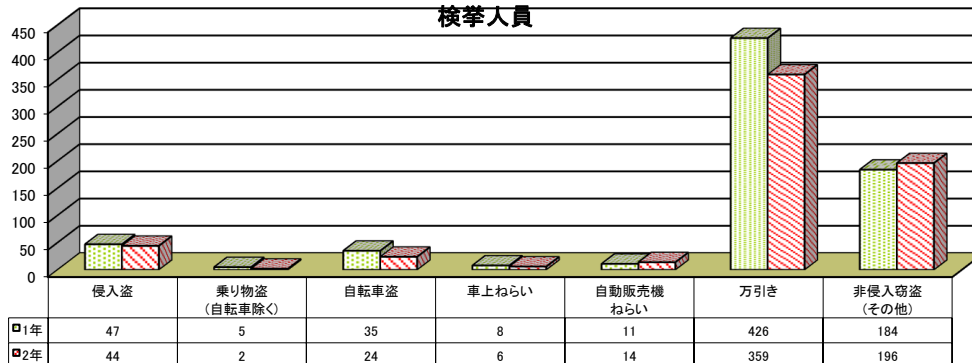 検挙人員
450
400
350
300
250
200
150
100
50
0
侵入盗 乗り物盗 自転車盗 車上ねらい 自動販売機 万引き 非侵入窃盗
(自転車除く) ねらい (その他)
1年 47 5 35 8 11 426 184
2年 44 2 24 6 14 359 196